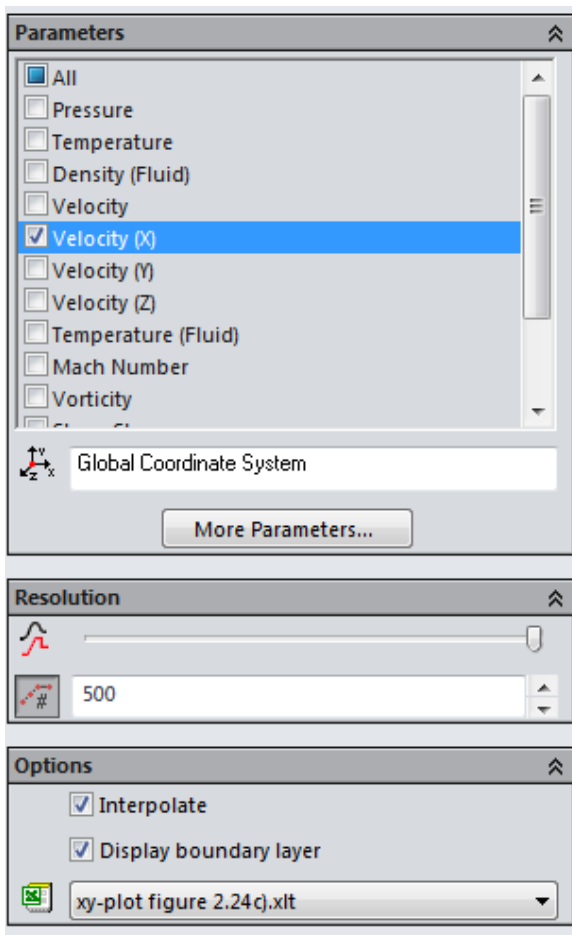 Parameters
All
Pressure
Temperature
Density (Fluid)
Velocity
Velocity (X)
Velocity (Y)
Velocity (Z)
Temperature (Fluid)
Mach Number
Vorticity
Y
X
Z
Global Coordinate System
More Parameters...
Resolution
#
500
Options
Interpolate
Display boundary layer
xy-plot figure 2.24c).xlt